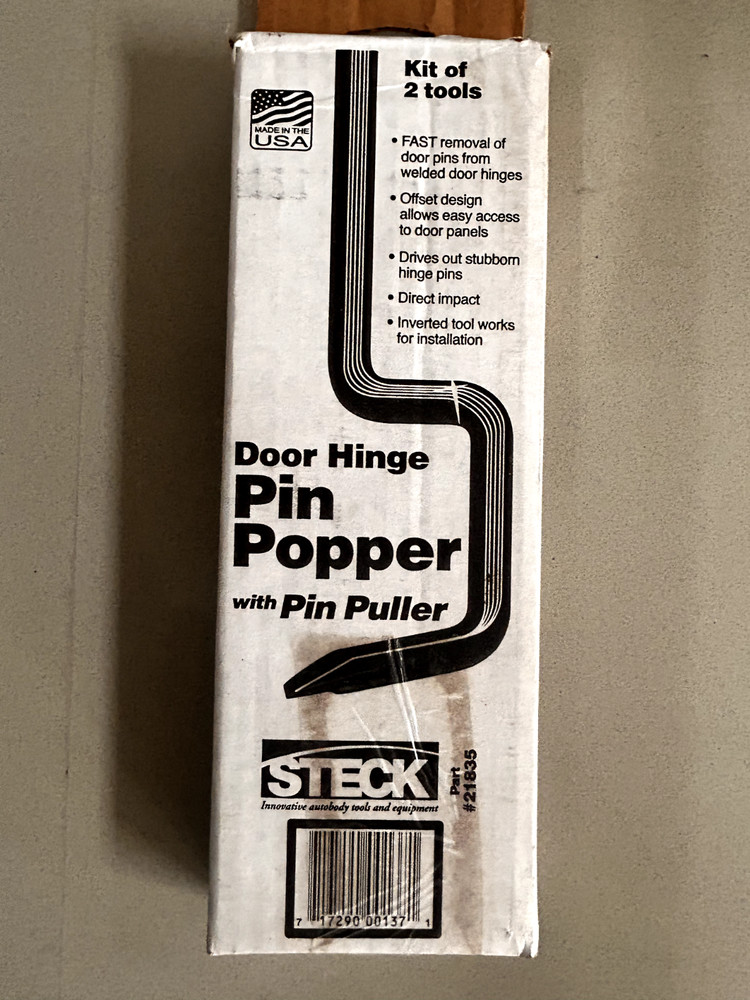 Kit of
2 tools
MADE IN THE
USA
• FAST removal of
door pins from
welded door hinges
• Offset design
allows easy access
to door panels
• Drives out stubborn
hinge pins
• Direct impact
• Inverted tool works
for installation
Door Hinge
Pin
Popper
with Pin Puller
STECK
Innovative autobody tools and equipment
Part
#21835
7 17290 00137 1